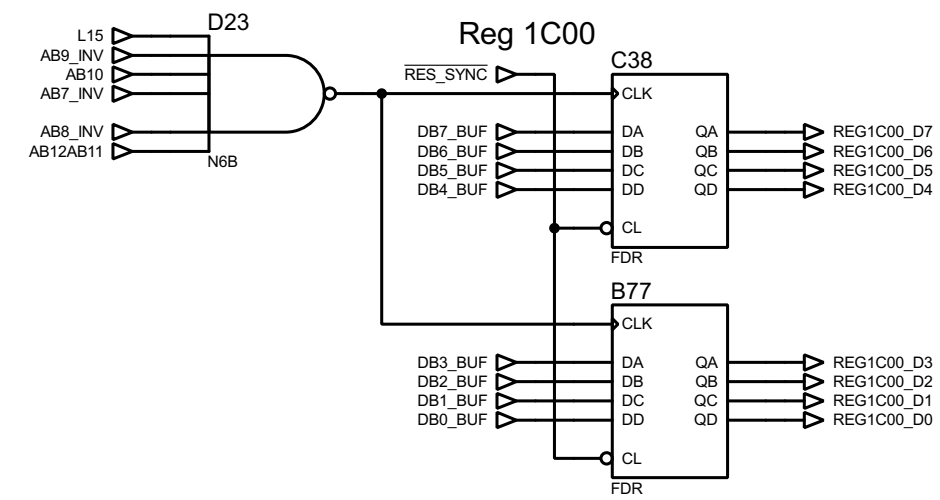 D23
L15
AB9_INV
AB10
AB7_INV
AB8_INV
AB12AB11
N6B
Reg 1C00
RES_SYNC
C38
CLK
DB7_BUF DA QA REG1C00_D7
DB6_BUF DB QB REG1C00_D6
DB5_BUF DC QC REG1C00_D5
DB4_BUF DD QD REG1C00_D4
CL
FDR
B77
CLK
DB3_BUF DA QA REG1C00_D3
DB2_BUF DB QB REG1C00_D2
DB1_BUF DC QC REG1C00_D1
DB0_BUF DD QD REG1C00_D0
CL
FDR